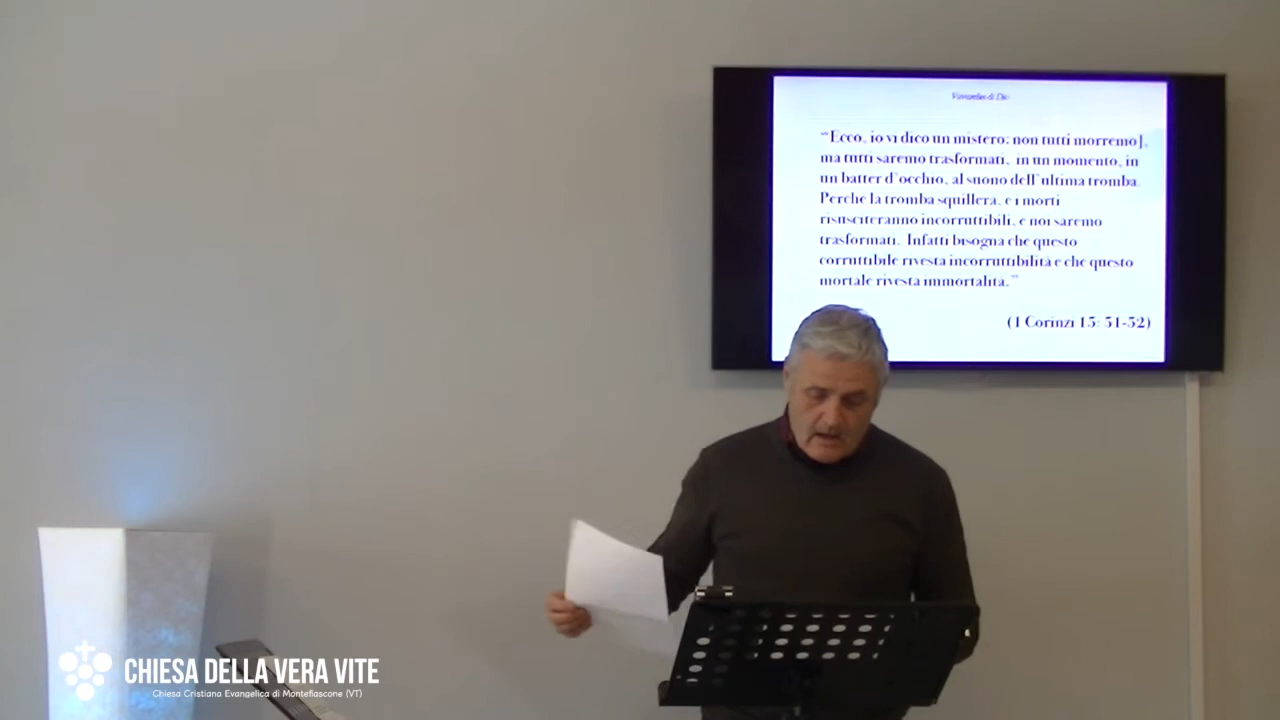 di Dio
“Ecco, io vi dico un mistero: non tutti morremo],
ma tutti saremo trasformati, in un momento, in
un batter d'occhio, al suono dell'ultima tromba.
Perché la tromba squillerà, e i morti
risusciteranno incorruttibili, e noi saremo
trasformati. Infatti bisogna che questo
corruttibile rivesta incorruttibilità e che questo
mortale rivesta immortalità.”
(1 Corinzi 15: 51-52)
CHIESA DELLA VERA VITE
Chiesa Cristiana Evangelica di Montefiascone (VT)